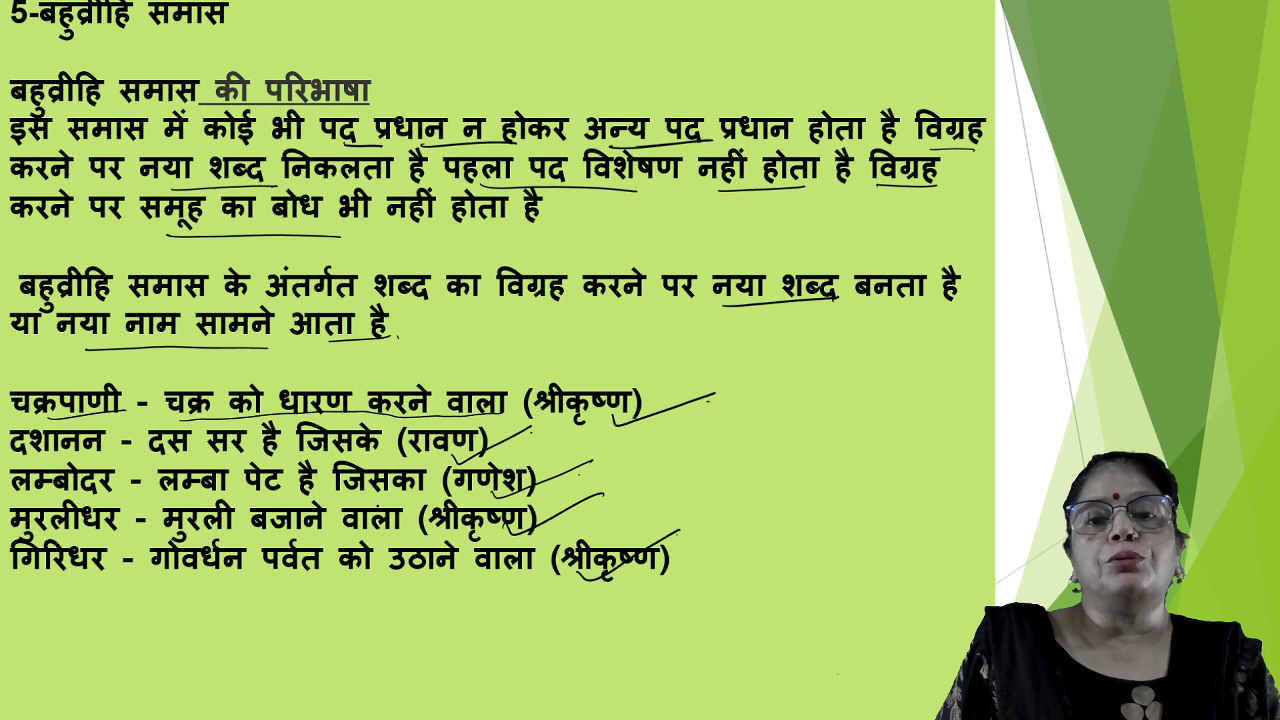 5-बहुव्रीहि समास
बहुव्रीहि समास की परिभाषा
इस समास में कोई भी पद प्रधान न होकर अन्य पद प्रधान होता है विग्रह
करने पर नया शब्द निकलता है पहला पद विशेषण नहीं होता है विग्रह
करने पर समूह का बोध भी नहीं होता है
बहुव्रीहि समास के अंतर्गत शब्द का विग्रह करने पर नया शब्द बनता है
या नया नाम सामने आता है
चक्रपाणी - चक्र को धारण करने वाला (श्रीकृष्ण)
दशानन - दस सर है जिसके (रावण)
लम्बोदर - लम्बा पेट है जिसका (गणेश)
मुरलीधर - मुरली बजाने वाला (श्रीकृष्ण)
गिरिधर - गोवर्धन पर्वत को उठाने वाला (श्रीकृष्ण)